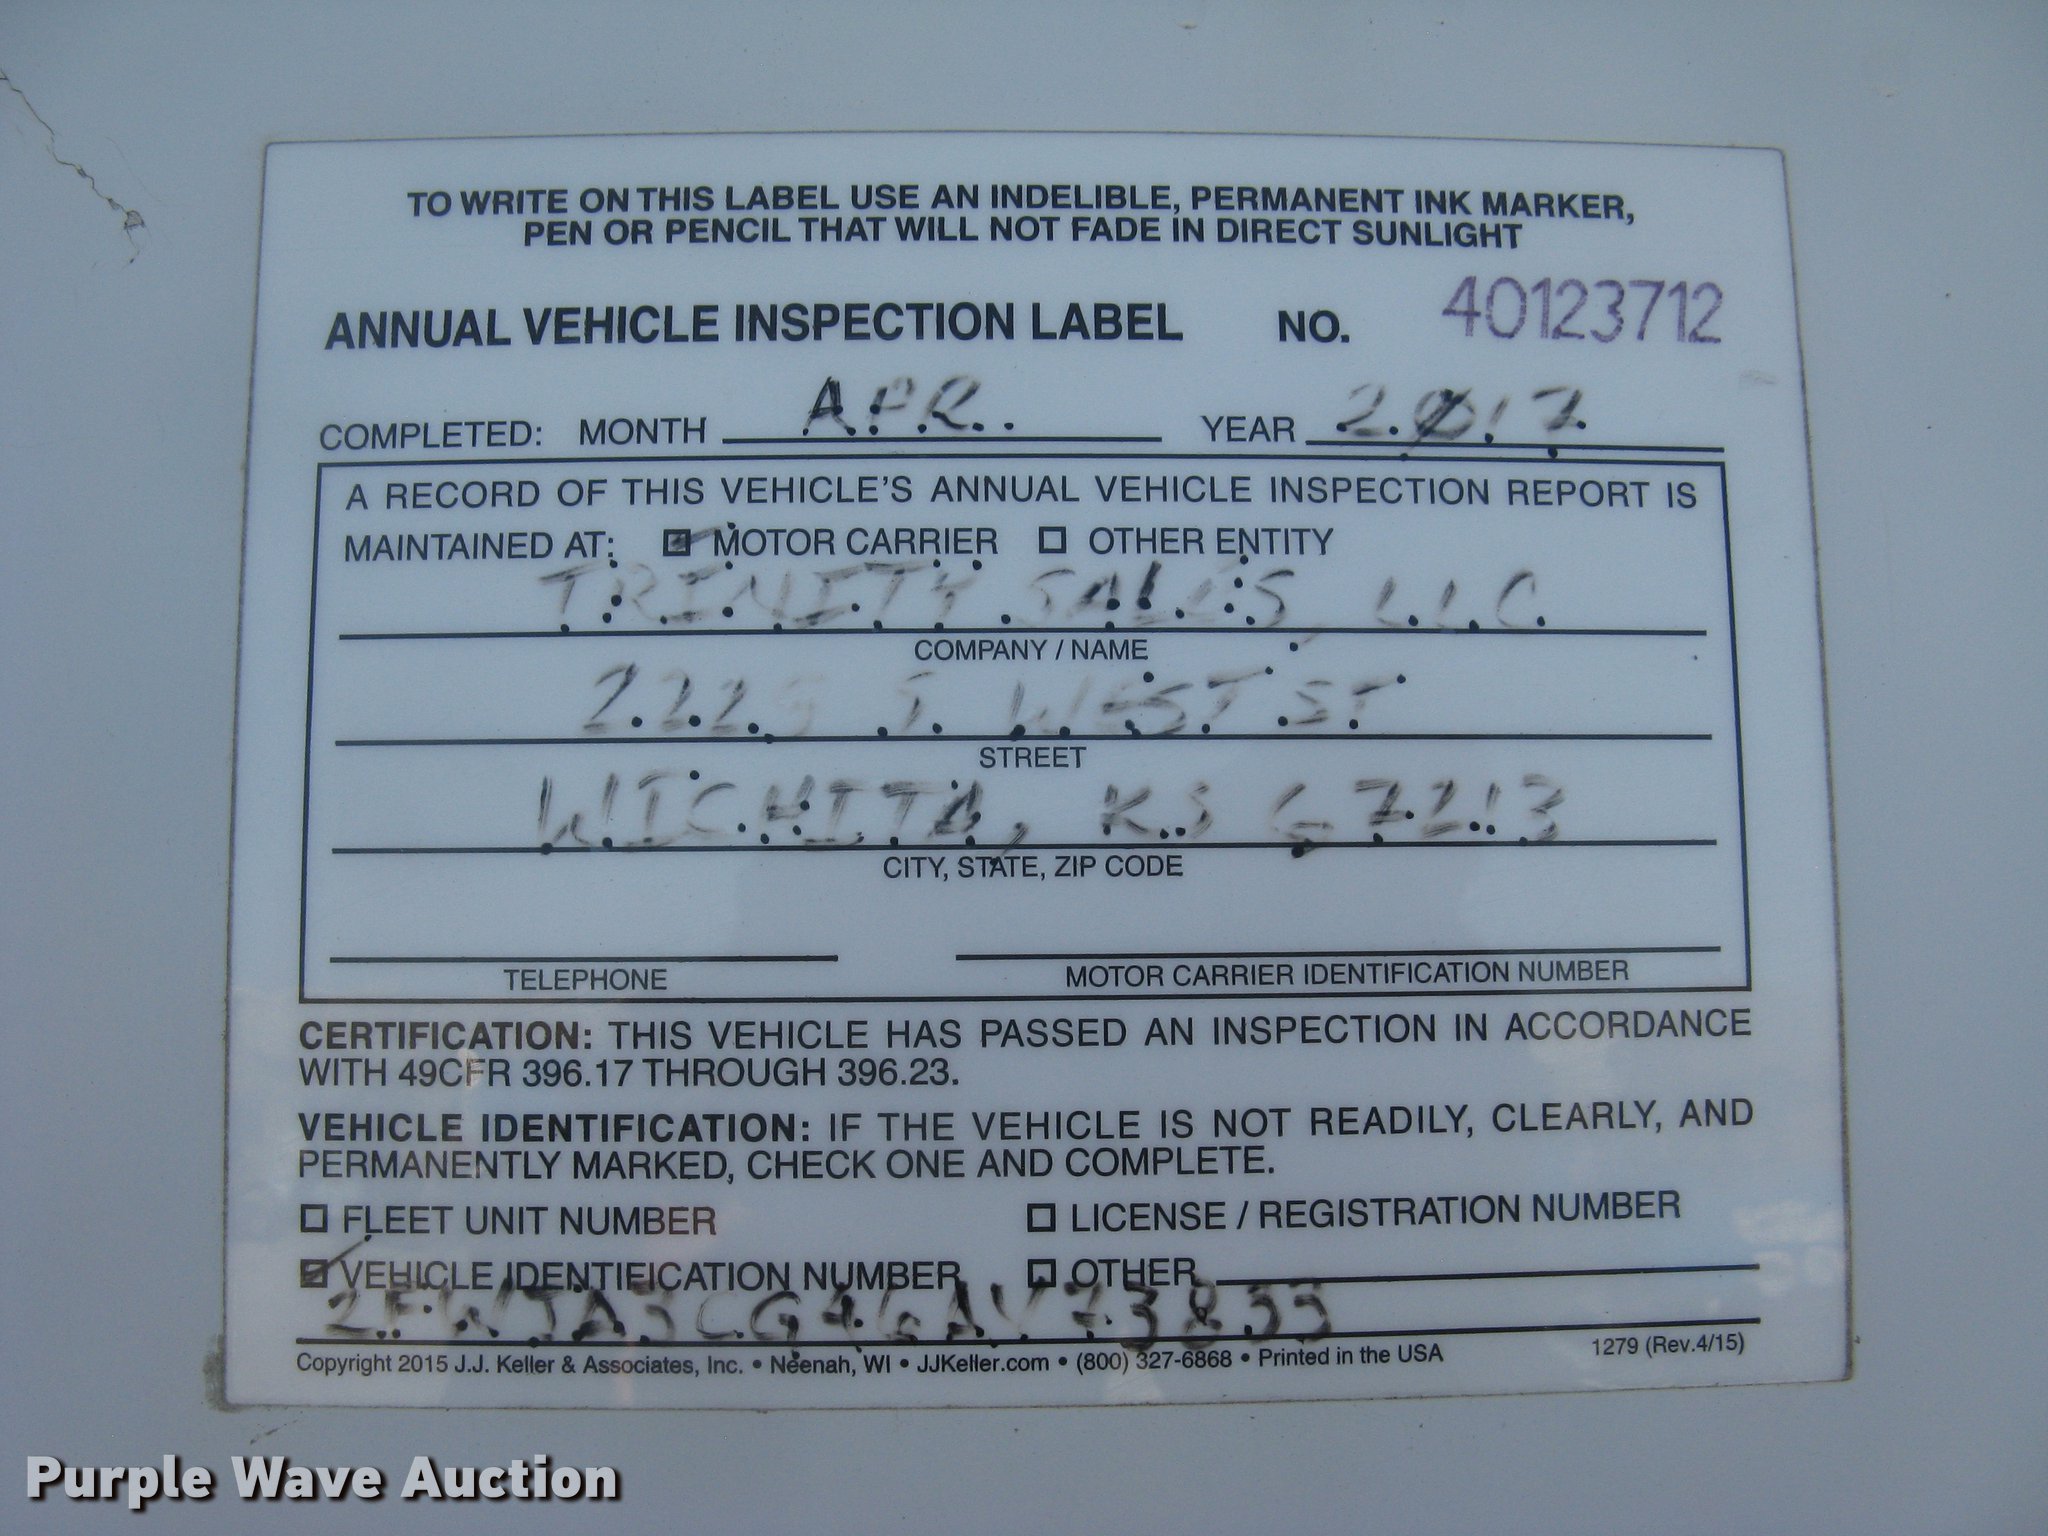 TO WRITE ON THIS LABEL USE AN INDELIBLE, PERMANENT INK MARKER,
PEN OR PENCIL THAT WILL NOT FADE IN DIRECT SUNLIGHT
ANNUAL VEHICLE INSPECTION LABEL NO. 40123712
COMPLETED: MONTH APR. YEAR 2017
A RECORD OF THIS VEHICLE'S ANNUAL VEHICLE INSPECTION REPORT IS
MAINTAINED AT: MOTOR CARRIER OTHER ENTITY
TRINITY SALES, LLC
COMPANY / NAME
2223 S WEST ST
STREET
WICHITA, KS 67213
CITY, STATE, ZIP CODE
TELEPHONE MOTOR CARRIER IDENTIFICATION NUMBER
CERTIFICATION: THIS VEHICLE HAS PASSED AN INSPECTION IN ACCORDANCE
WITH 49CFR 396.17 THROUGH 396.23.
VEHICLE IDENTIFICATION: IF THE VEHICLE IS NOT READILY, CLEARLY, AND
PERMANENTLY MARKED, CHECK ONE AND COMPLETE.
FLEET UNIT NUMBER LICENSE / REGISTRATION NUMBER
VEHICLE IDENTIFICATION NUMBER OTHER
2FWJA3CG46AV73833
Copyright 2015 J.J. Keller & Associates, Inc. • Neenah, WI • JJKeller.com • (800) 327-6868 • Printed in the USA 1279 (Rev.4/15)
Purple Wave Auction